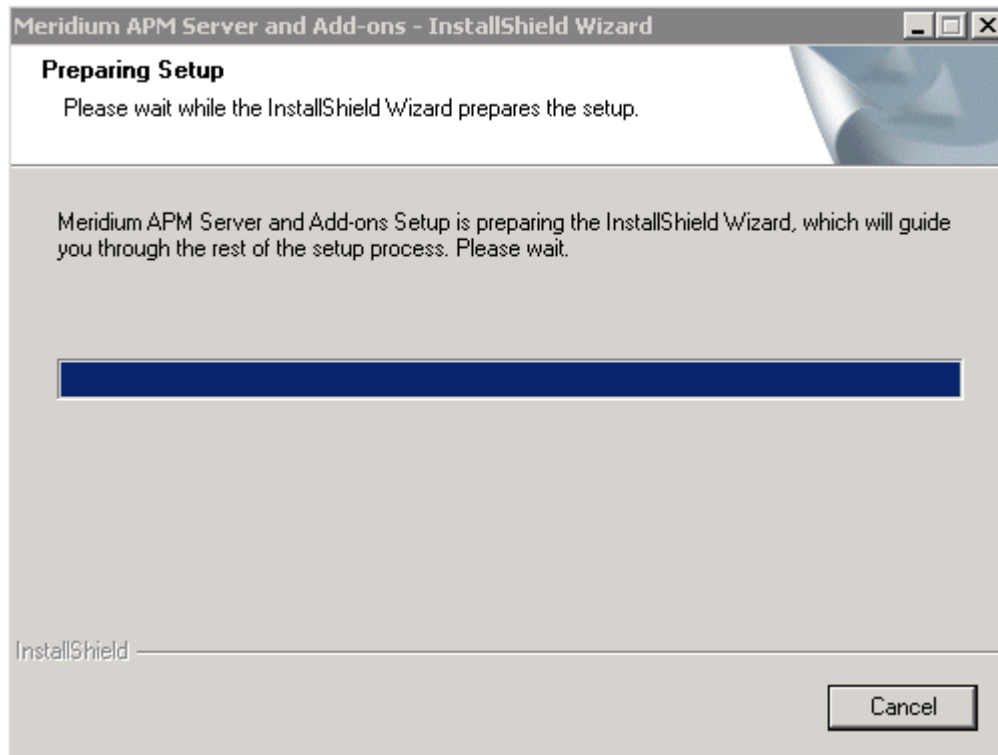 Meridium APM Server and Add-ons - InstallShield Wizard
Preparing Setup
Please wait while the InstallShield Wizard prepares the setup.
Meridium APM Server and Add-ons Setup is preparing the InstallShield Wizard, which will guide
you through the rest of the setup process. Please wait.
InstallShield
Cancel